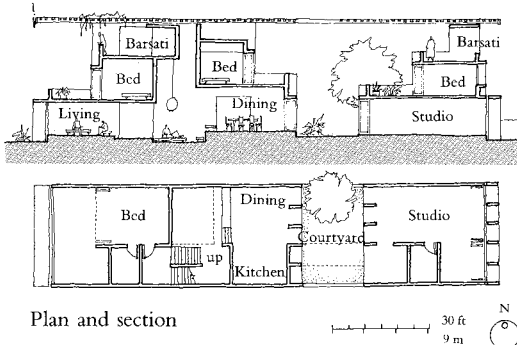 Barsati
Bed
Living
Bed
Dining
Barsati
Bed
Studio
Bed
up
Dining
Kitchen
Courtyard
Studio
Plan and section
30 ft
9 m
N